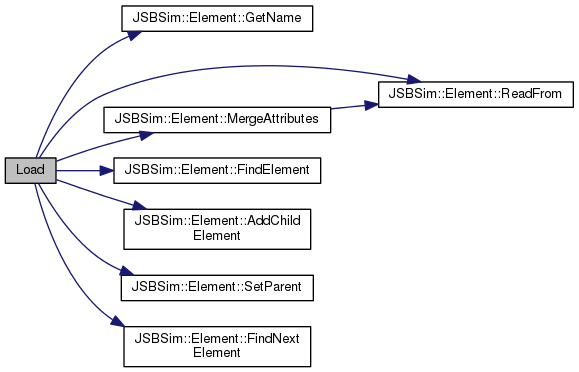 JSBSim::Element::GetName
JSBSim::Element::ReadFrom
JSBSim::Element::MergeAttributes
Load
JSBSim::Element::FindElement
JSBSim::Element::AddChild
Element
JSBSim::Element::SetParent
JSBSim::Element::FindNext
Element